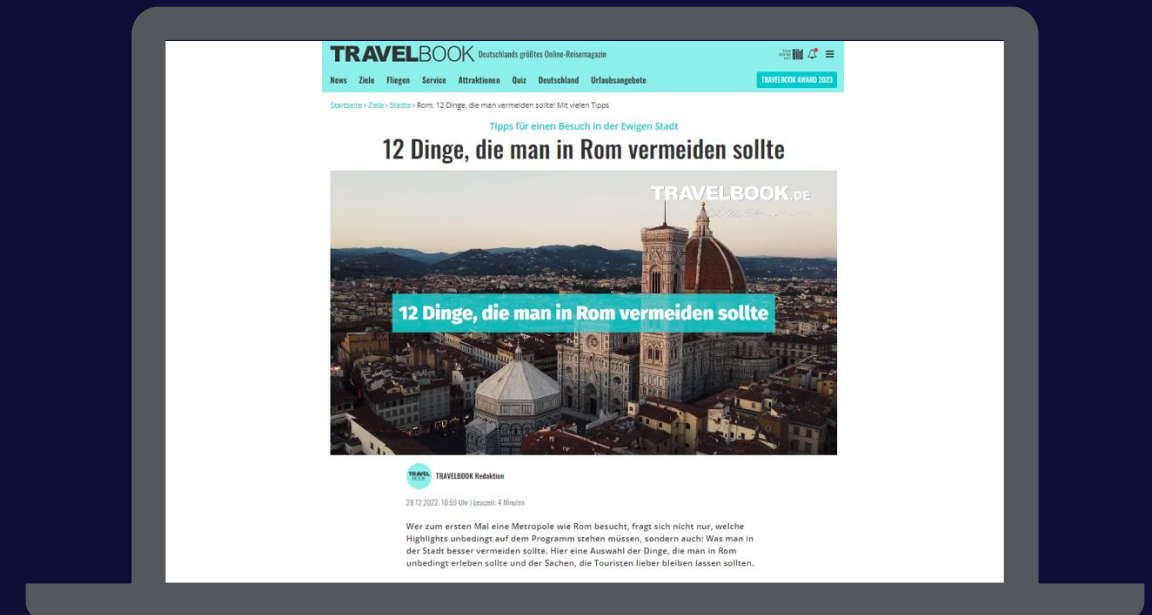 TRAVELBOOK Deutschlands größtes Online-Reisemagazin
Bild
News Ziele Fliegen Service Attraktionen Quiz Deutschland Urlaubsangebote
TRAVELBOOK AWARD 2023
Startseite › Ziele › Städte › Rom: 12 Dinge, die man vermeiden sollte! Mit vielen Tipps
Tipps für einen Besuch in der Ewigen Stadt
12 Dinge, die man in Rom vermeiden sollte
TRAVELBOOK.DE
12 Dinge, die man in Rom vermeiden sollte
TRAVELBOOK Redaktion
28.12.2022, 10:59 Uhr | Lesezeit: 4 Minuten
Wer zum ersten Mal eine Metropole wie Rom besucht, fragt sich nicht nur, welche
Highlights unbedingt auf dem Programm stehen müssen, sondern auch: Was man in
der Stadt besser vermeiden sollte. Hier eine Auswahl der Dinge, die man in Rom
unbedingt erleben sollte und der Sachen, die Touristen lieber bleiben lassen sollten.